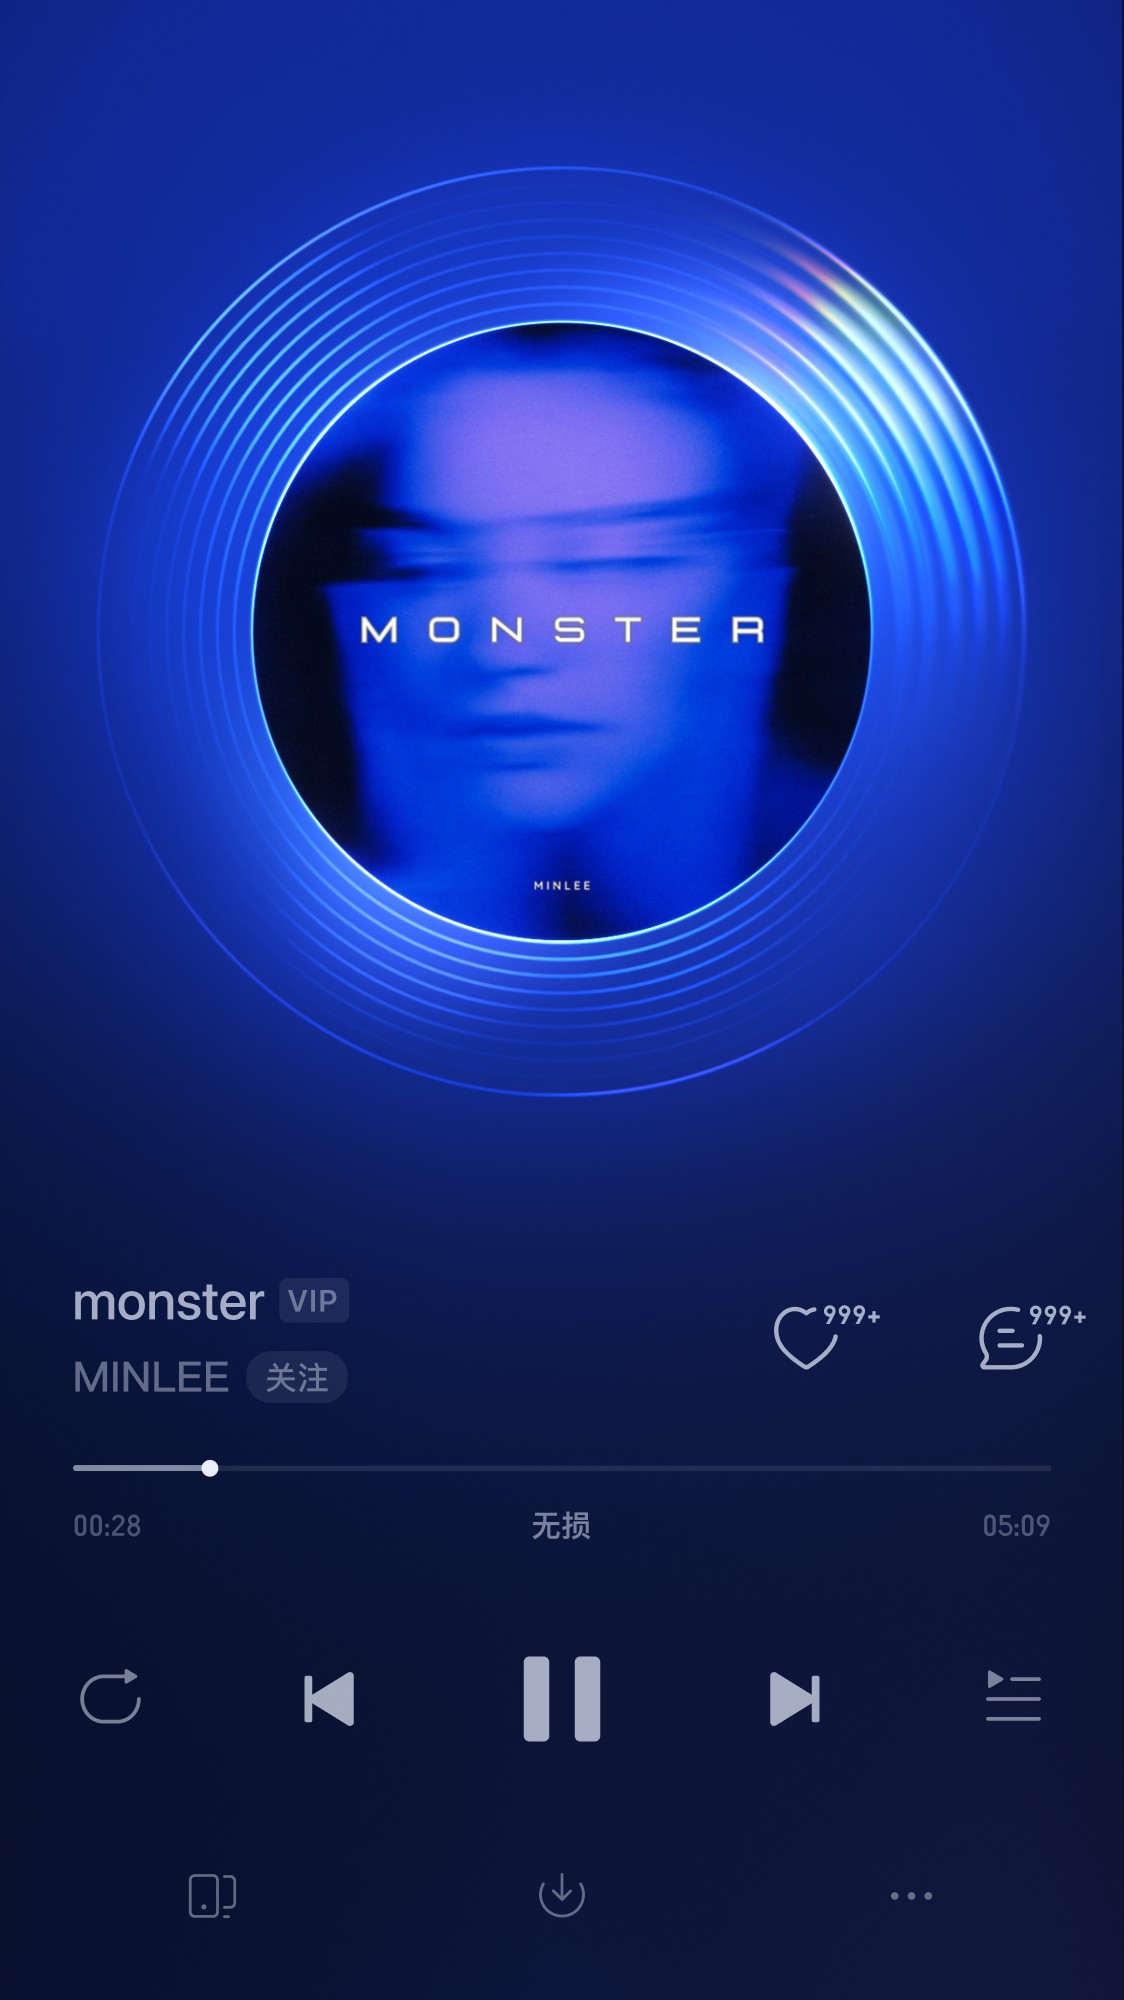 MONSTER
MINLEE
monster VIP
999+ 999+
MINLEE 关注
00:28 无损 05:09